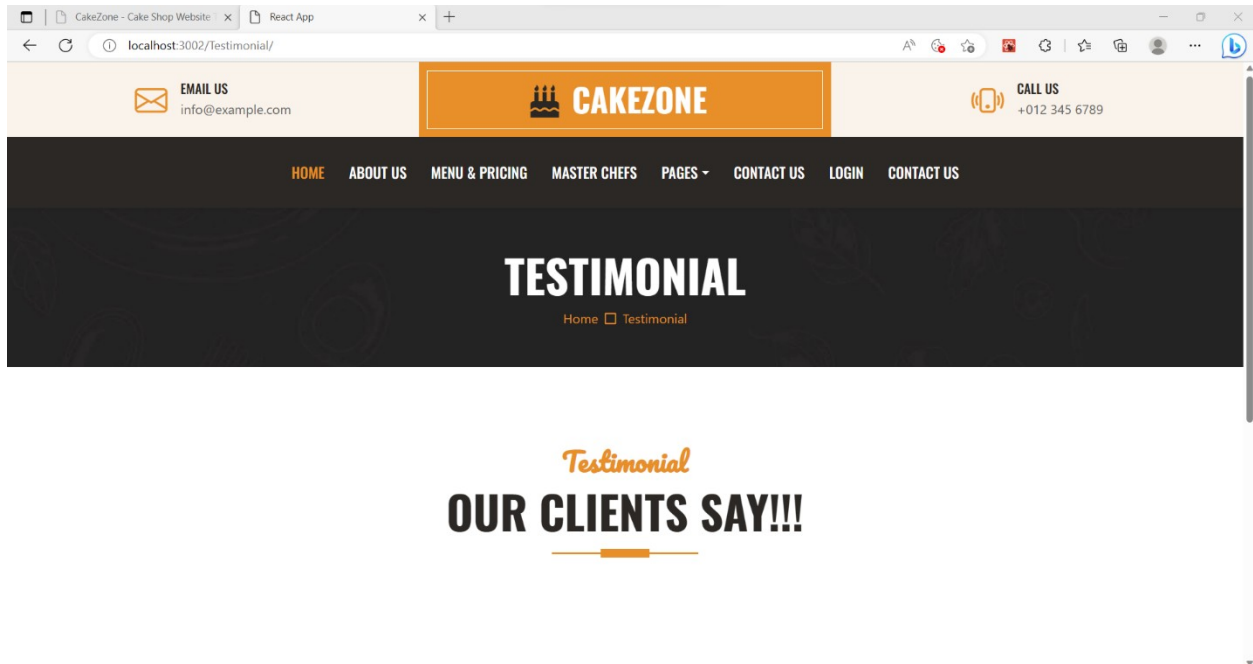 CakeZone - Cake Shop Website
React App
localhost:3002/Testimonial/
EMAIL US
info@example.com
CAKEZONE
CALL US
+012 345 6789
HOME ABOUT US MENU & PRICING MASTER CHEFS PAGES CONTACT US LOGIN CONTACT US
TESTIMONIAL
Home Testimonial
Testimonial
OUR CLIENTS SAY!!!